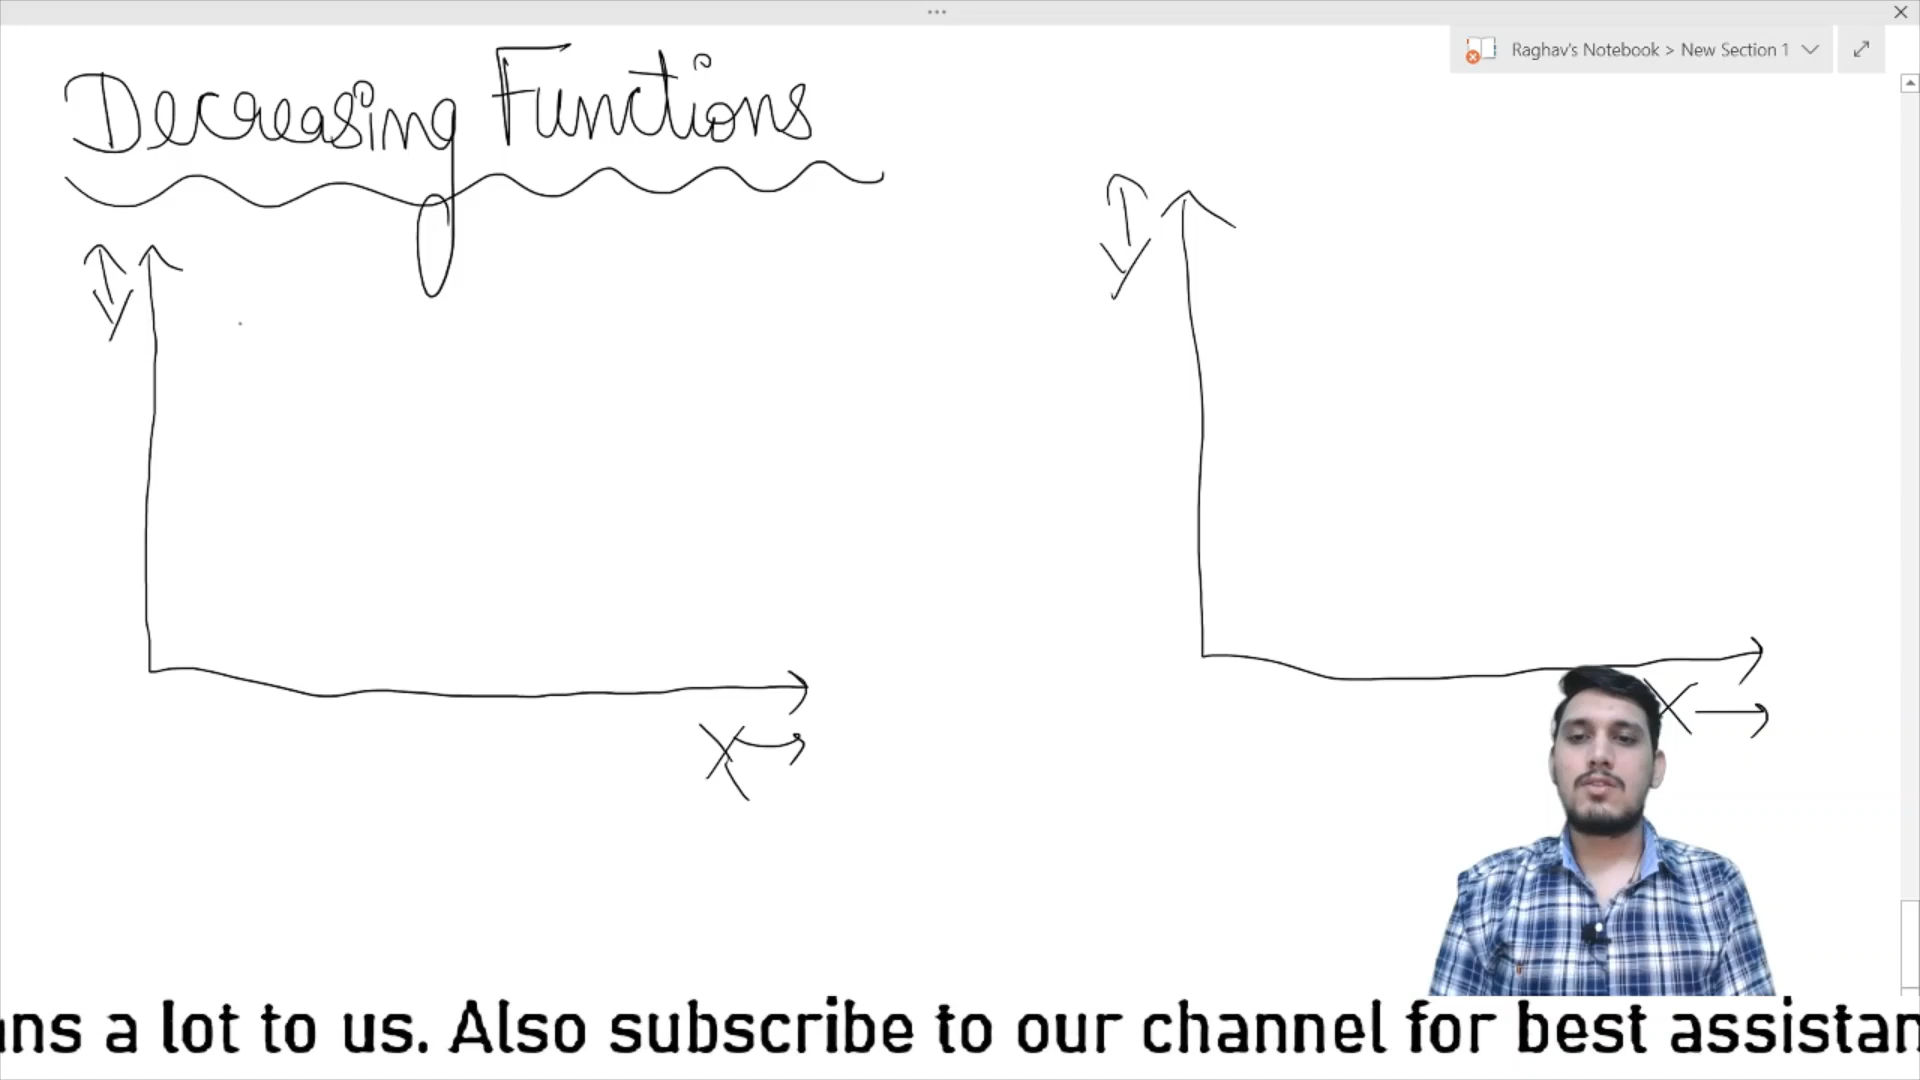 Raghav's Notebook > New Section 1
Decreasing Functions
y
y
X
X
ans a lot to us. Also subscribe to our channel for best assistan